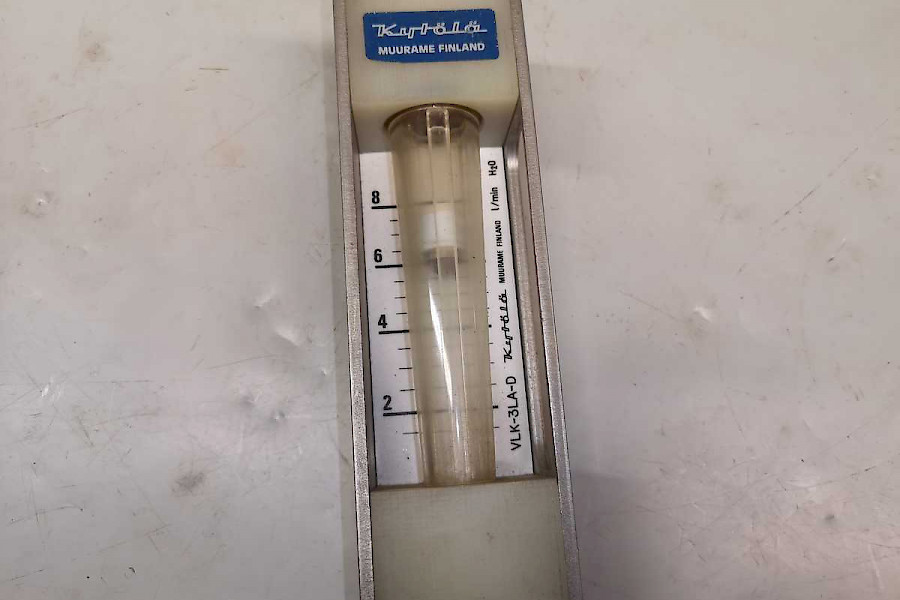 Kytölä
MUURAME FINLAND
8
6
4
2
VLK-3LA-D Kytölä MUURAME FINLAND l/min H2O